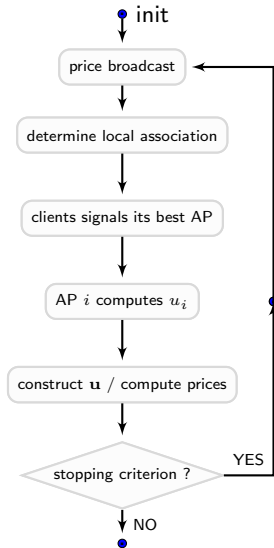 init
price broadcast
determine local association
clients signals its best AP
AP i computes uᵢ
construct u / compute prices
stopping criterion ?
YES
NO